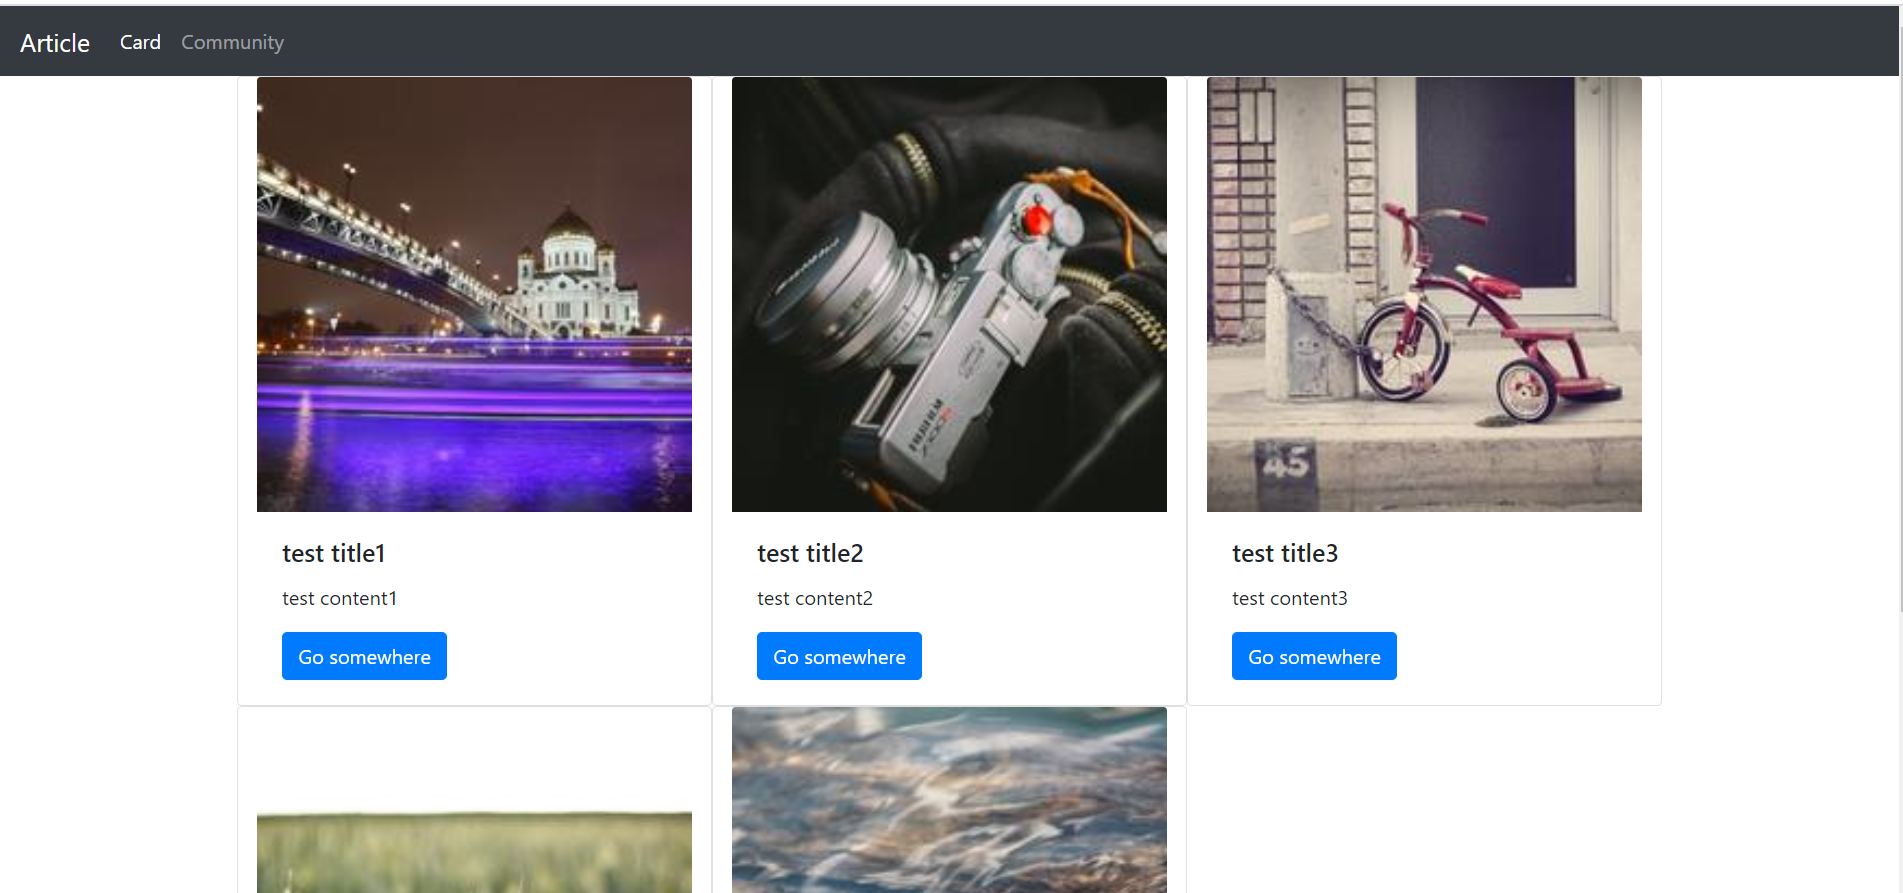 Article Card Community
FUJIFILM
45
test title1
test content1
Go somewhere
test title2
test content2
Go somewhere
test title3
test content3
Go somewhere